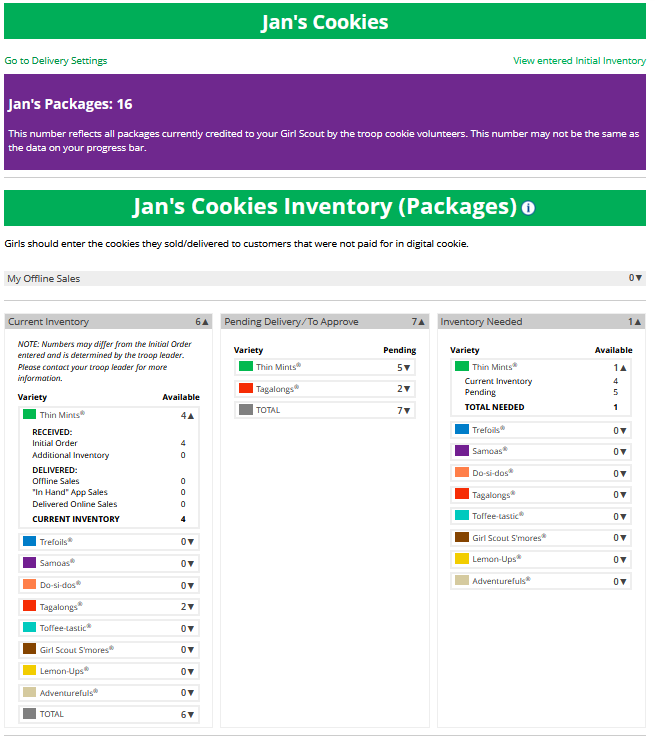 Jan's Cookies
Go to Delivery Settings
View entered Initial Inventory
Jan's Packages: 16
This number reflects all packages currently credited to your Girl Scout by the troop cookie volunteers. This number may not be the same as
the data on your progress bar.
Jan's Cookies Inventory (Packages) i
Girls should enter the cookies they sold/delivered to customers that were not paid for in digital cookie.
My Offline Sales 0▼
Current Inventory 6▲
NOTE: Numbers may differ from the Initial Order
entered and is determined by the troop leader.
Please contact your troop leader for more
information.
Variety Available
Thin Mints® 4▲
RECEIVED:
Initial Order 4
Additional Inventory 0
DELIVERED:
Offline Sales 0
"In Hand" App Sales 0
Delivered Online Sales 0
CURRENT INVENTORY 4
Trefoils® 0▼
Samoas® 0▼
Do-si-dos® 0▼
Tagalongs® 2▼
Toffee-tastic® 0▼
Girl Scout S'mores® 0▼
Lemon-Ups® 0▼
Adventurefuls® 0▼
TOTAL 6▼
Pending Delivery/To Approve 7▲
Variety Pending
Thin Mints® 5▼
Tagalongs® 2▼
TOTAL 7▼
Inventory Needed 1▲
Variety Available
Thin Mints® 1▲
Current Inventory 4
Pending 5
TOTAL NEEDED 1
Trefoils® 0▼
Samoas® 0▼
Do-si-dos® 0▼
Tagalongs® 0▼
Toffee-tastic® 0▼
Girl Scout S'mores® 0▼
Lemon-Ups® 0▼
Adventurefuls® 0▼